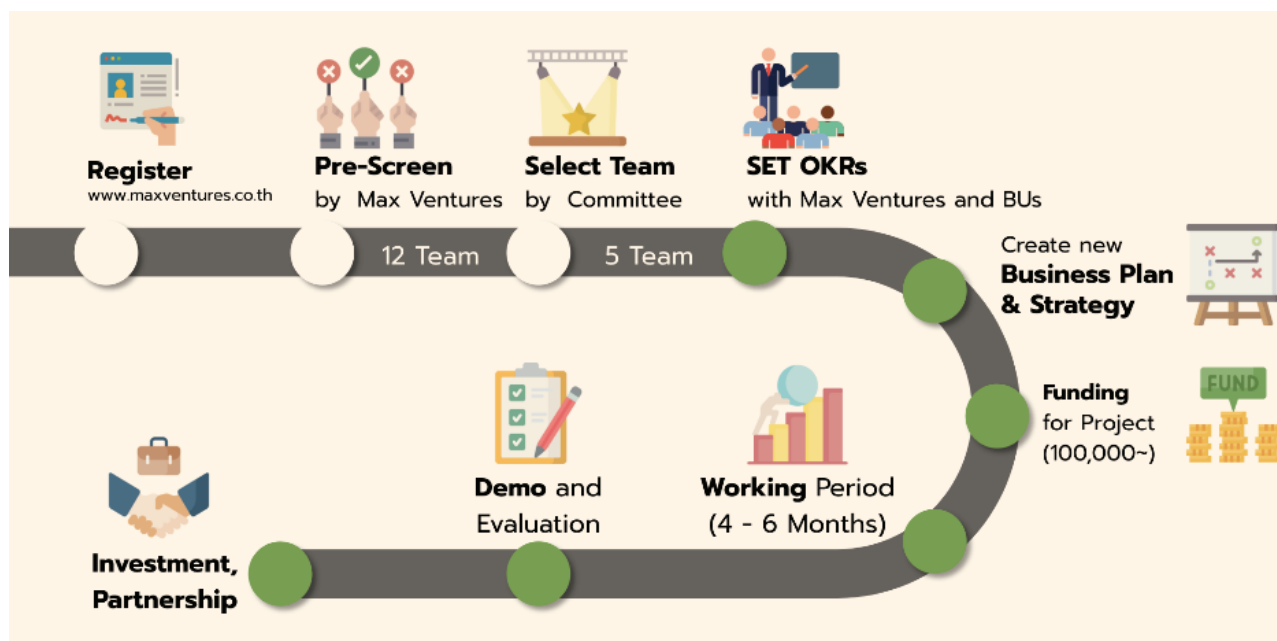 Register
www.maxventures.co.th
Pre-Screen
by Max Ventures
Select Team
by Committee
SET OKRs
with Max Ventures and BUs
12 Team
5 Team
Create new
Business Plan
& Strategy
Funding
for Project
(100,000~)
FUND
Working Period
(4 - 6 Months)
Demo and
Evaluation
Investment,
Partnership